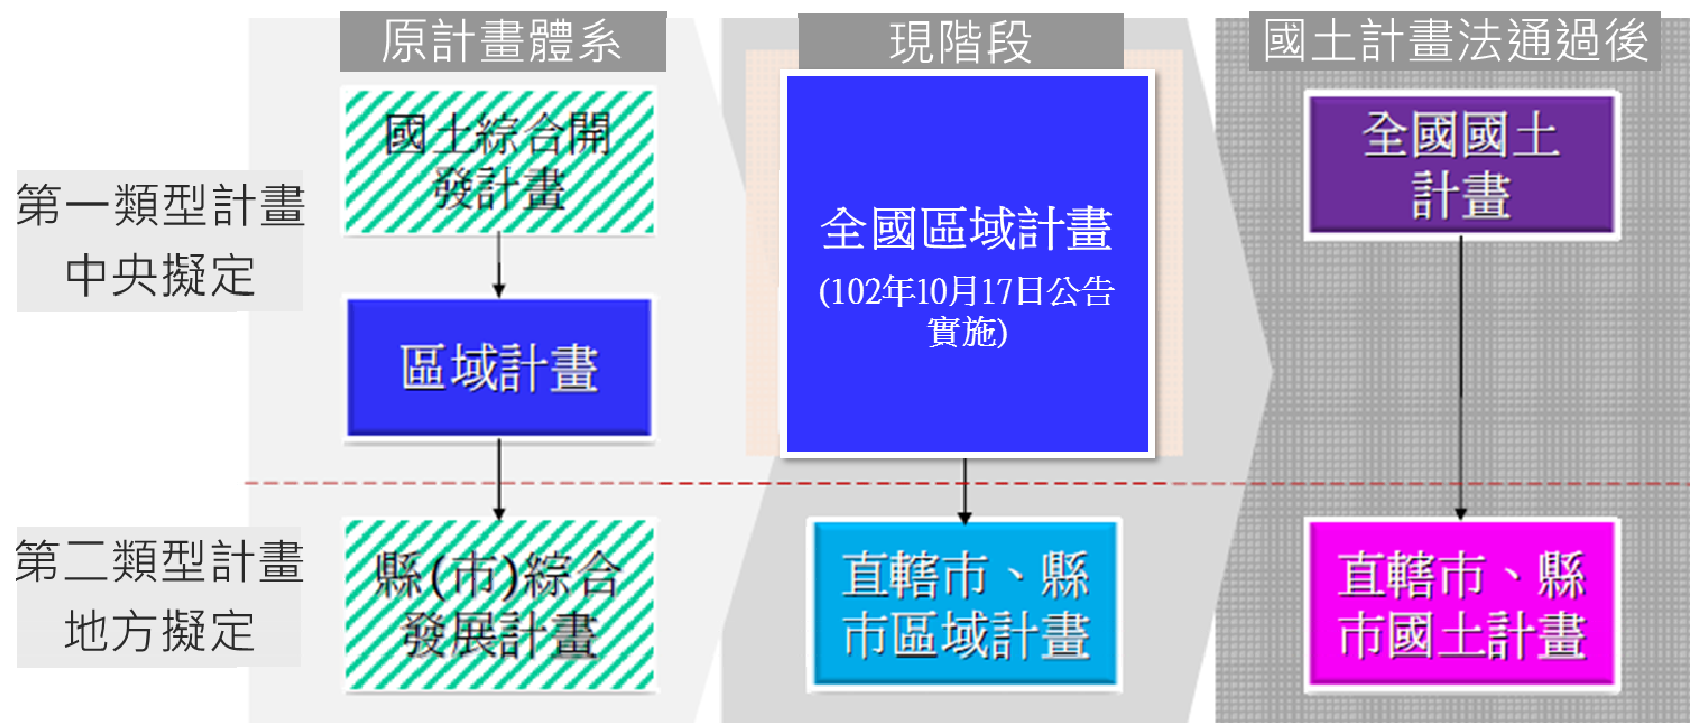 原計畫體系
現階段
國土計畫法通過後
第一類型計畫
中央擬定
國土綜合開
發計畫
區域計畫
全國區域計畫
(102年10月17日公告
實施)
全國國土
計畫
第二類型計畫
地方擬定
縣(市)綜合
發展計畫
直轄市、縣
市區域計畫
直轄市、縣
市國土計畫